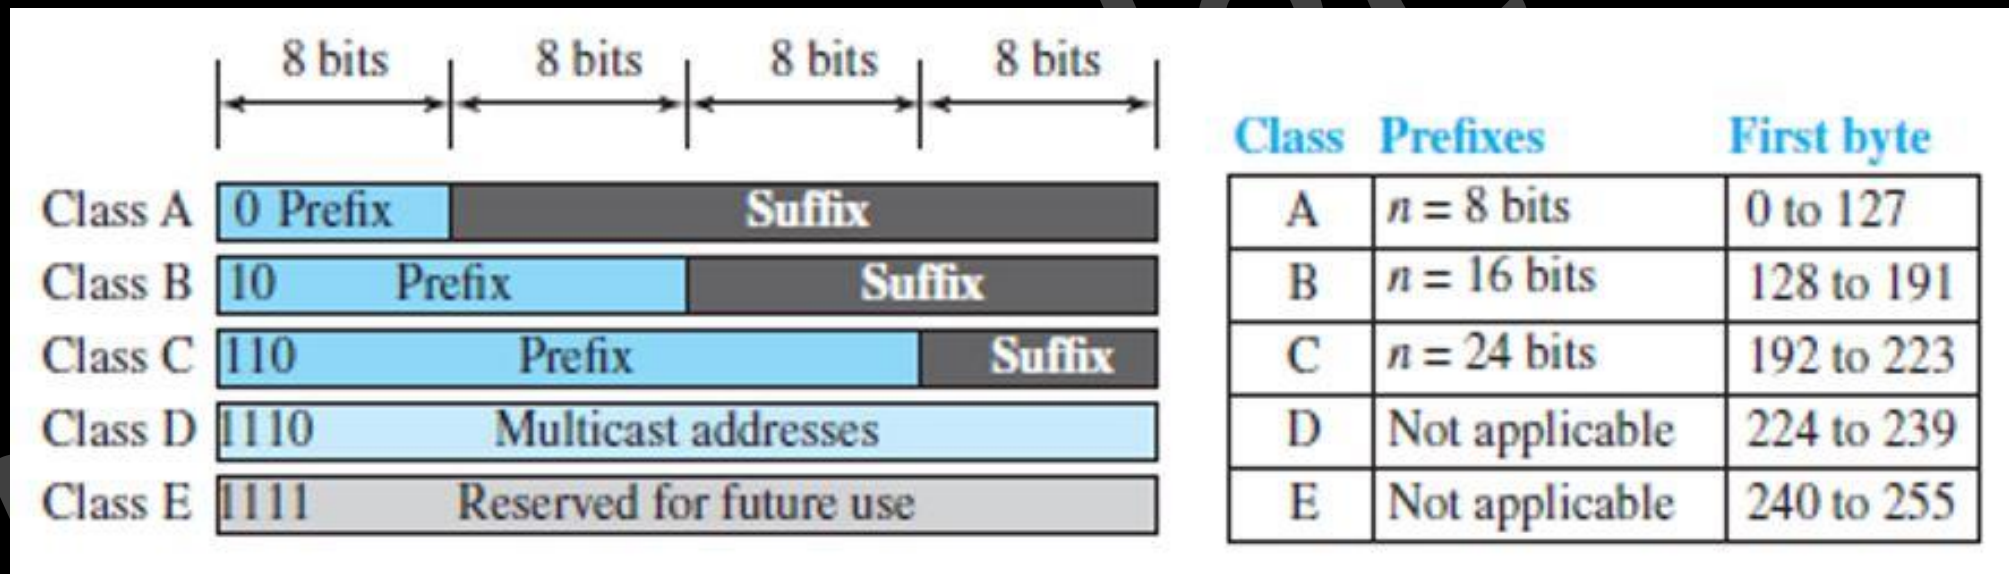 8 bits 8 bits 8 bits 8 bits
Class A 0 Prefix Suffix
Class B 10 Prefix Suffix
Class C 110 Prefix Suffix
Class D 1110 Multicast addresses
Class E 1111 Reserved for future use
Class Prefixes First byte
A n = 8 bits 0 to 127
B n = 16 bits 128 to 191
C n = 24 bits 192 to 223
D Not applicable 224 to 239
E Not applicable 240 to 255